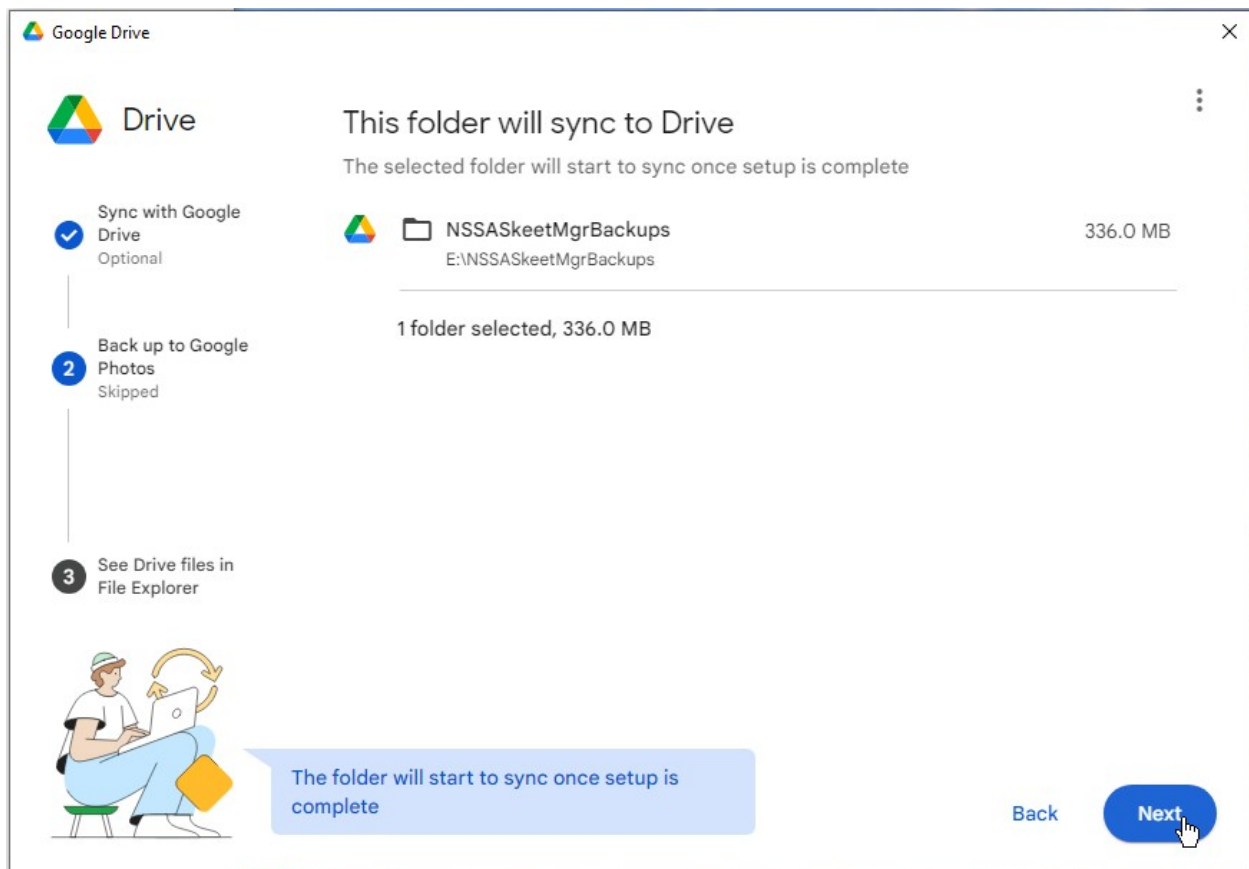 Google Drive
Drive
This folder will sync to Drive
The selected folder will start to sync once setup is complete
Sync with Google
Drive
Optional
NSSASkeetMgrBackups
336.0 MB
E:\NSSASkeetMgrBackups
1 folder selected, 336.0 MB
2
Back up to Google
Photos
Skipped
3
See Drive files in
File Explorer
The folder will start to sync once setup is
complete
Back
Next